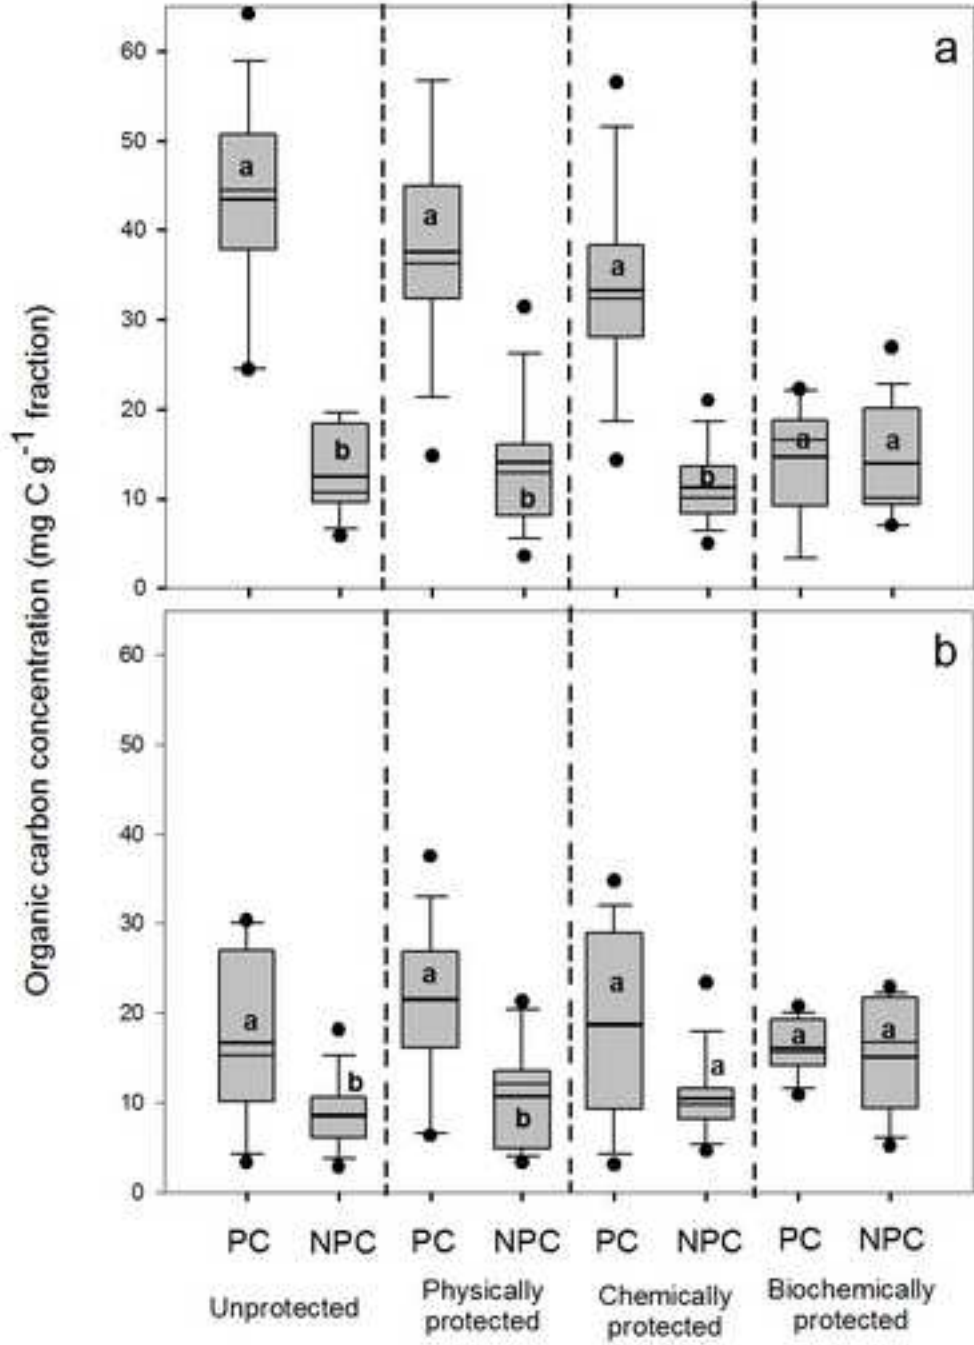 Organic carbon concentration (mg C g⁻¹ fraction)
a
60
50
40
30
20
10
0
a
b
a
b
a
b
a
a
b
60
50
40
30
20
10
0
a
b
a
b
a
a
a
a
PC NPC PC NPC PC NPC PC NPC
Unprotected
Physically
protected
Chemically
protected
Biochemically
protected